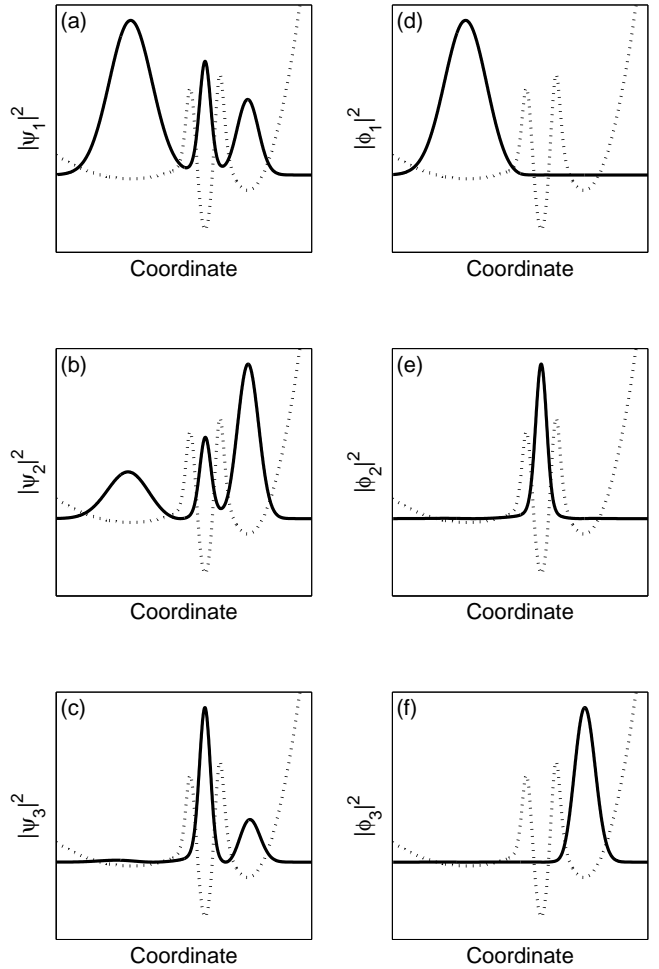 (a)
|ψ₁|²
Coordinate
(d)
|ϕ₁|²
Coordinate
(b)
|ψ₂|²
Coordinate
(e)
|ϕ₂|²
Coordinate
(c)
|ψ₃|²
Coordinate
(f)
|ϕ₃|²
Coordinate